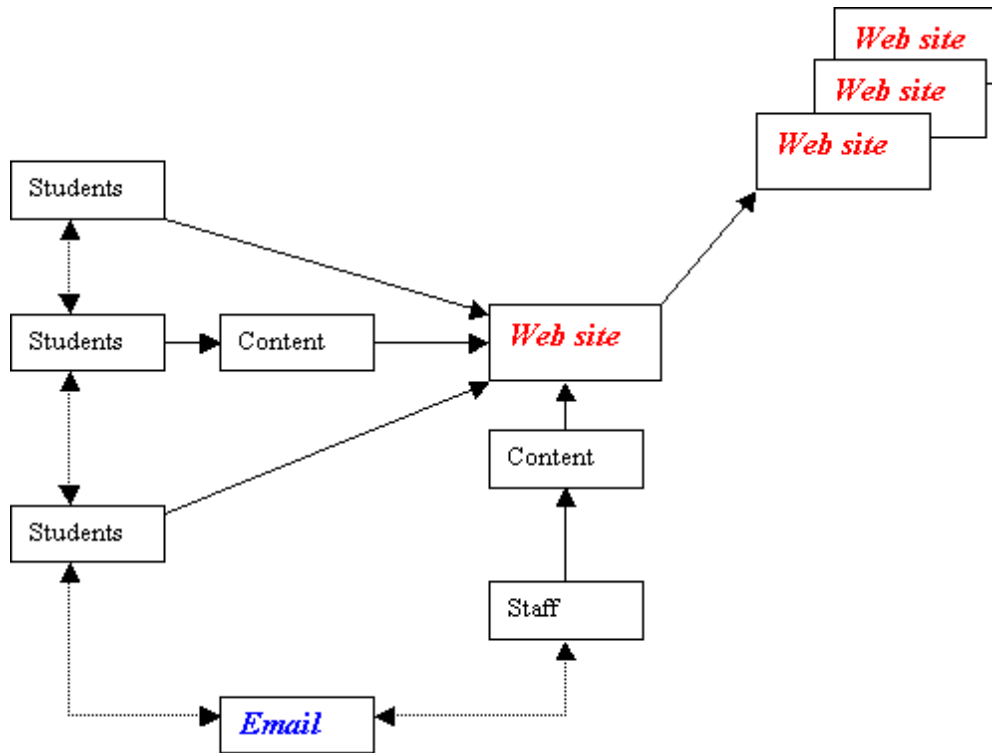 Web site
Web site
Web site
Students
Students
Content
Web site
Content
Students
Staff
Email